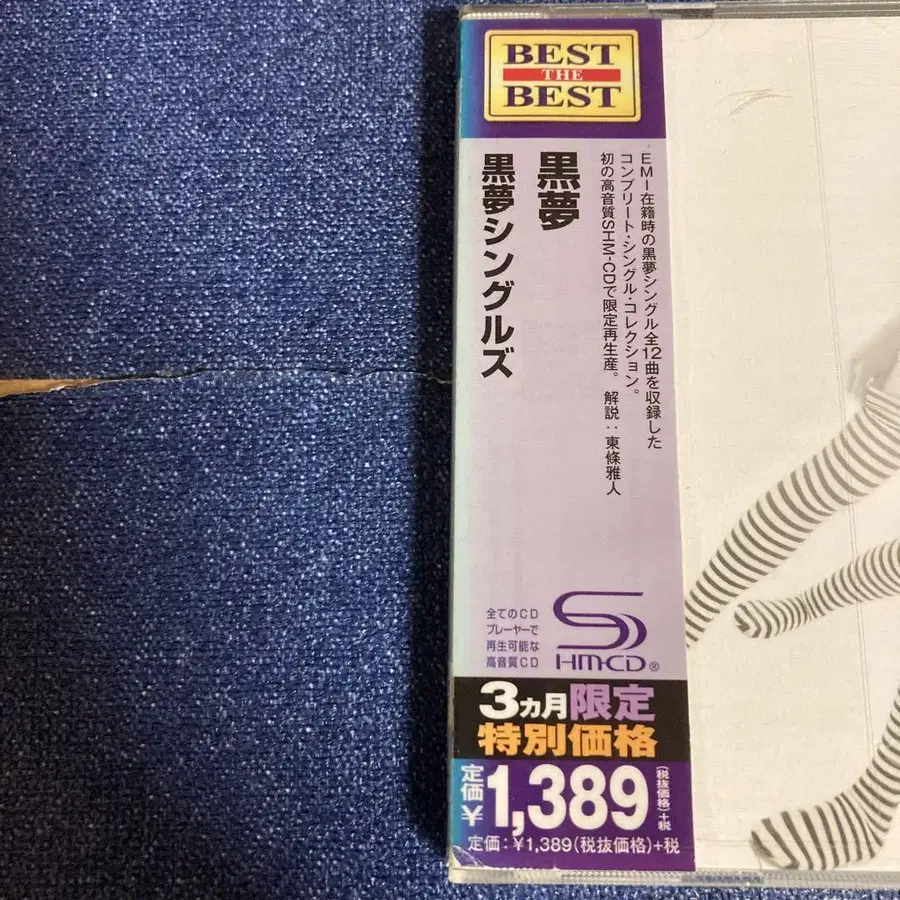 BEST
THE
BEST
EMI在籍時の黒夢シングル全12曲を収録した
コンプリート・シングル・コレクション。
初の高音質SHM-CDで限定再生産。 解説：東條雅人
黒夢
黒夢シングルズ
全てのCD
プレーヤーで
再生可能な
高音質CD
SHM-CD®
3ヵ月限定
特別価格
定価¥1,389(税抜価格)+税
定価：¥1,389(税抜価格)+税